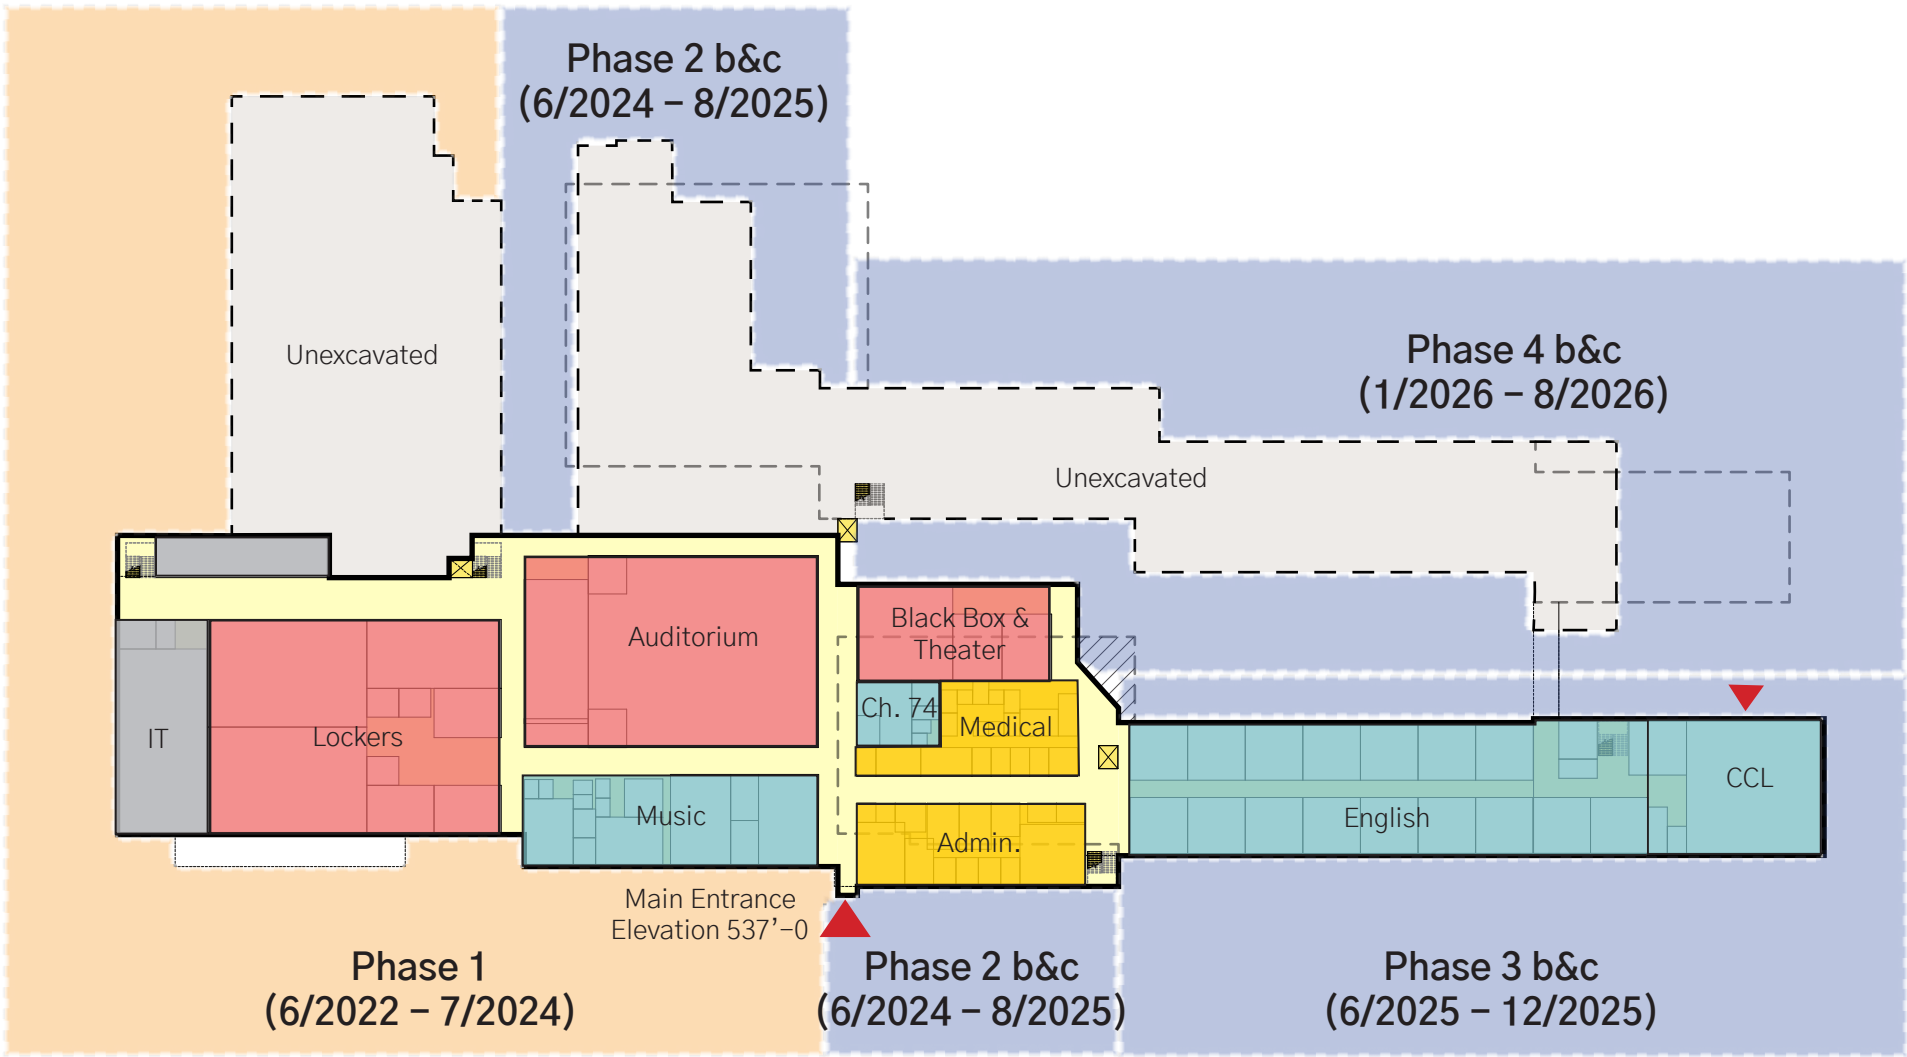 Phase 2 b&c
(6/2024 – 8/2025)
Unexcavated
Phase 4 b&c
(1/2026 – 8/2026)
Unexcavated
Auditorium
Black Box &
Theater
Ch. 74
Medical
IT
Lockers
CCL
Music
English
Admin.
Main Entrance
Elevation 537’–0
Phase 1
(6/2022 – 7/2024)
Phase 2 b&c
(6/2024 – 8/2025)
Phase 3 b&c
(6/2025 – 12/2025)